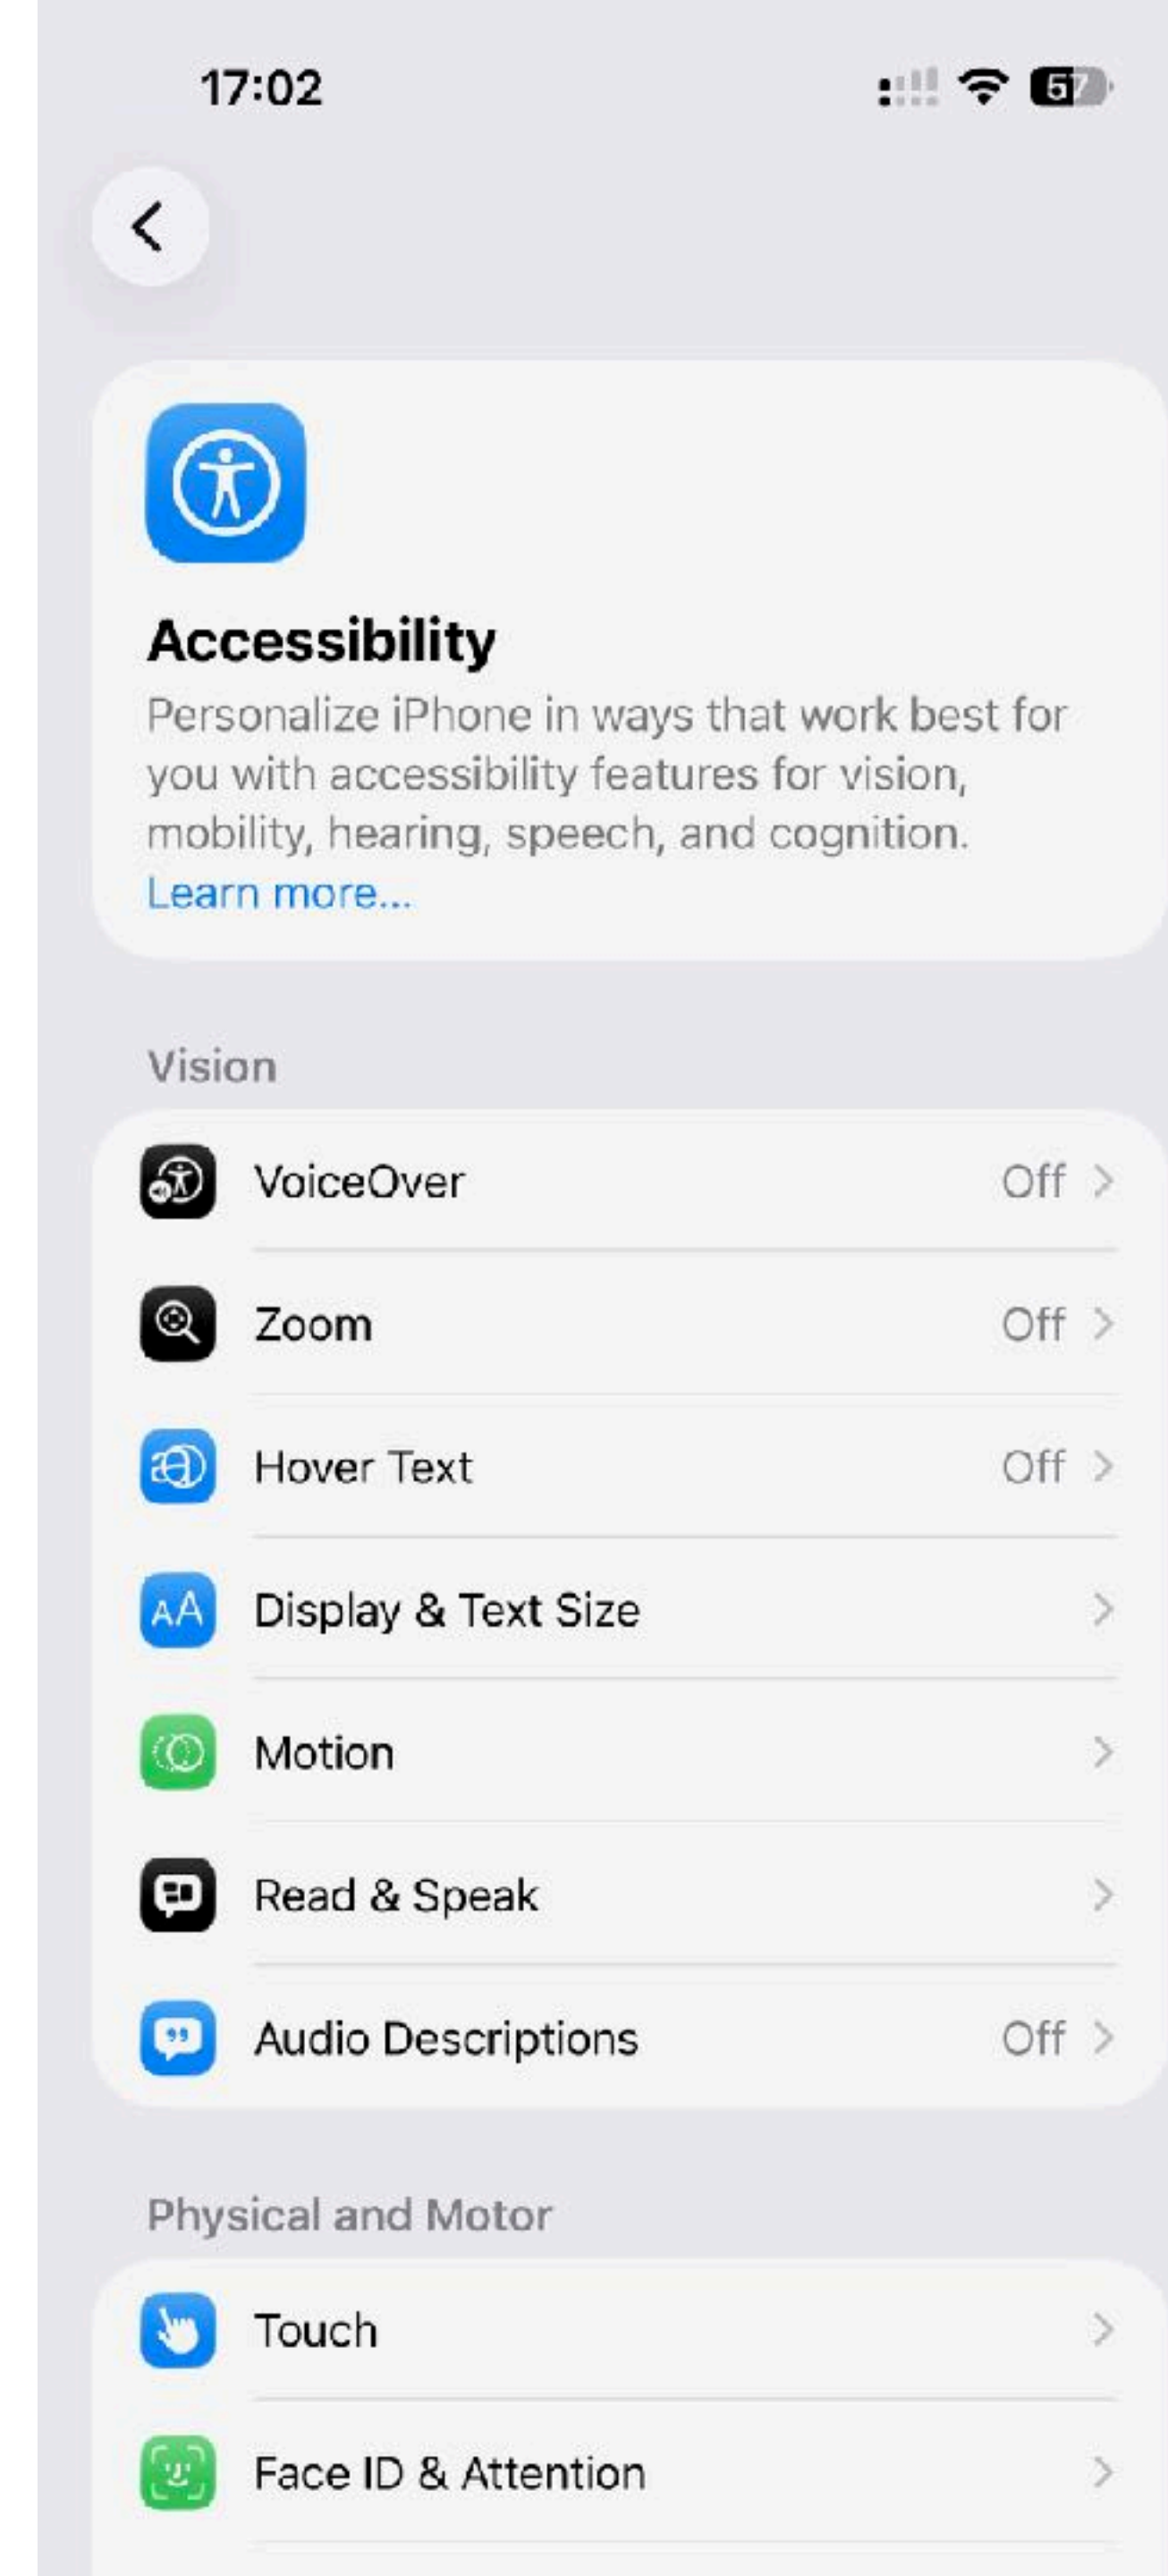 17:02
57
Accessibility
Personalize iPhone in ways that work best for
you with accessibility features for vision,
mobility, hearing, speech, and cognition.
Learn more...
Vision
VoiceOver Off
Zoom Off
Hover Text Off
AA Display & Text Size
Motion
Read & Speak
Audio Descriptions Off
Physical and Motor
Touch
Face ID & Attention